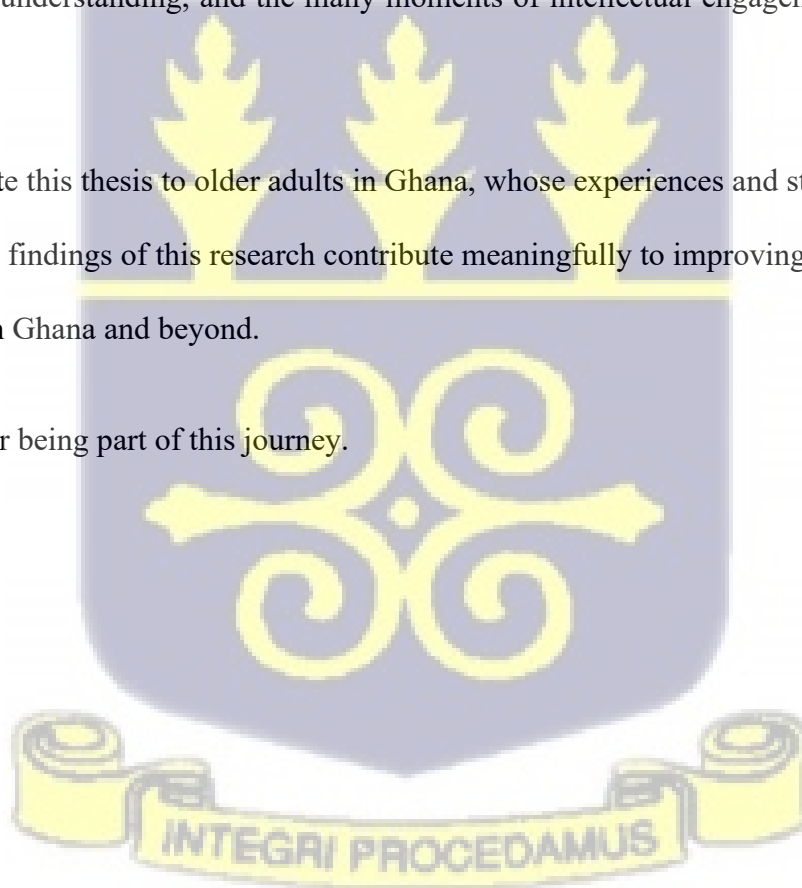 understanding, and the many moments of intellectual engagem
te this thesis to older adults in Ghana, whose experiences and st
findings of this research contribute meaningfully to improving
Ghana and beyond.
r being part of this journey.
INTEGRI PROCEDAMUS